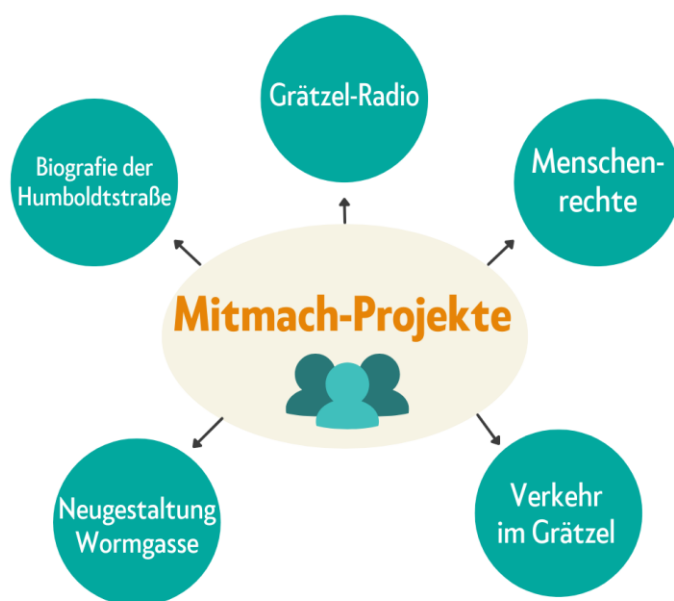 Grätzel-Radio
Biografie der
Humboldtstraße
Menschen-
rechte
Mitmach-Projekte
Neugestaltung
Wormgasse
Verkehr
im Grätzel